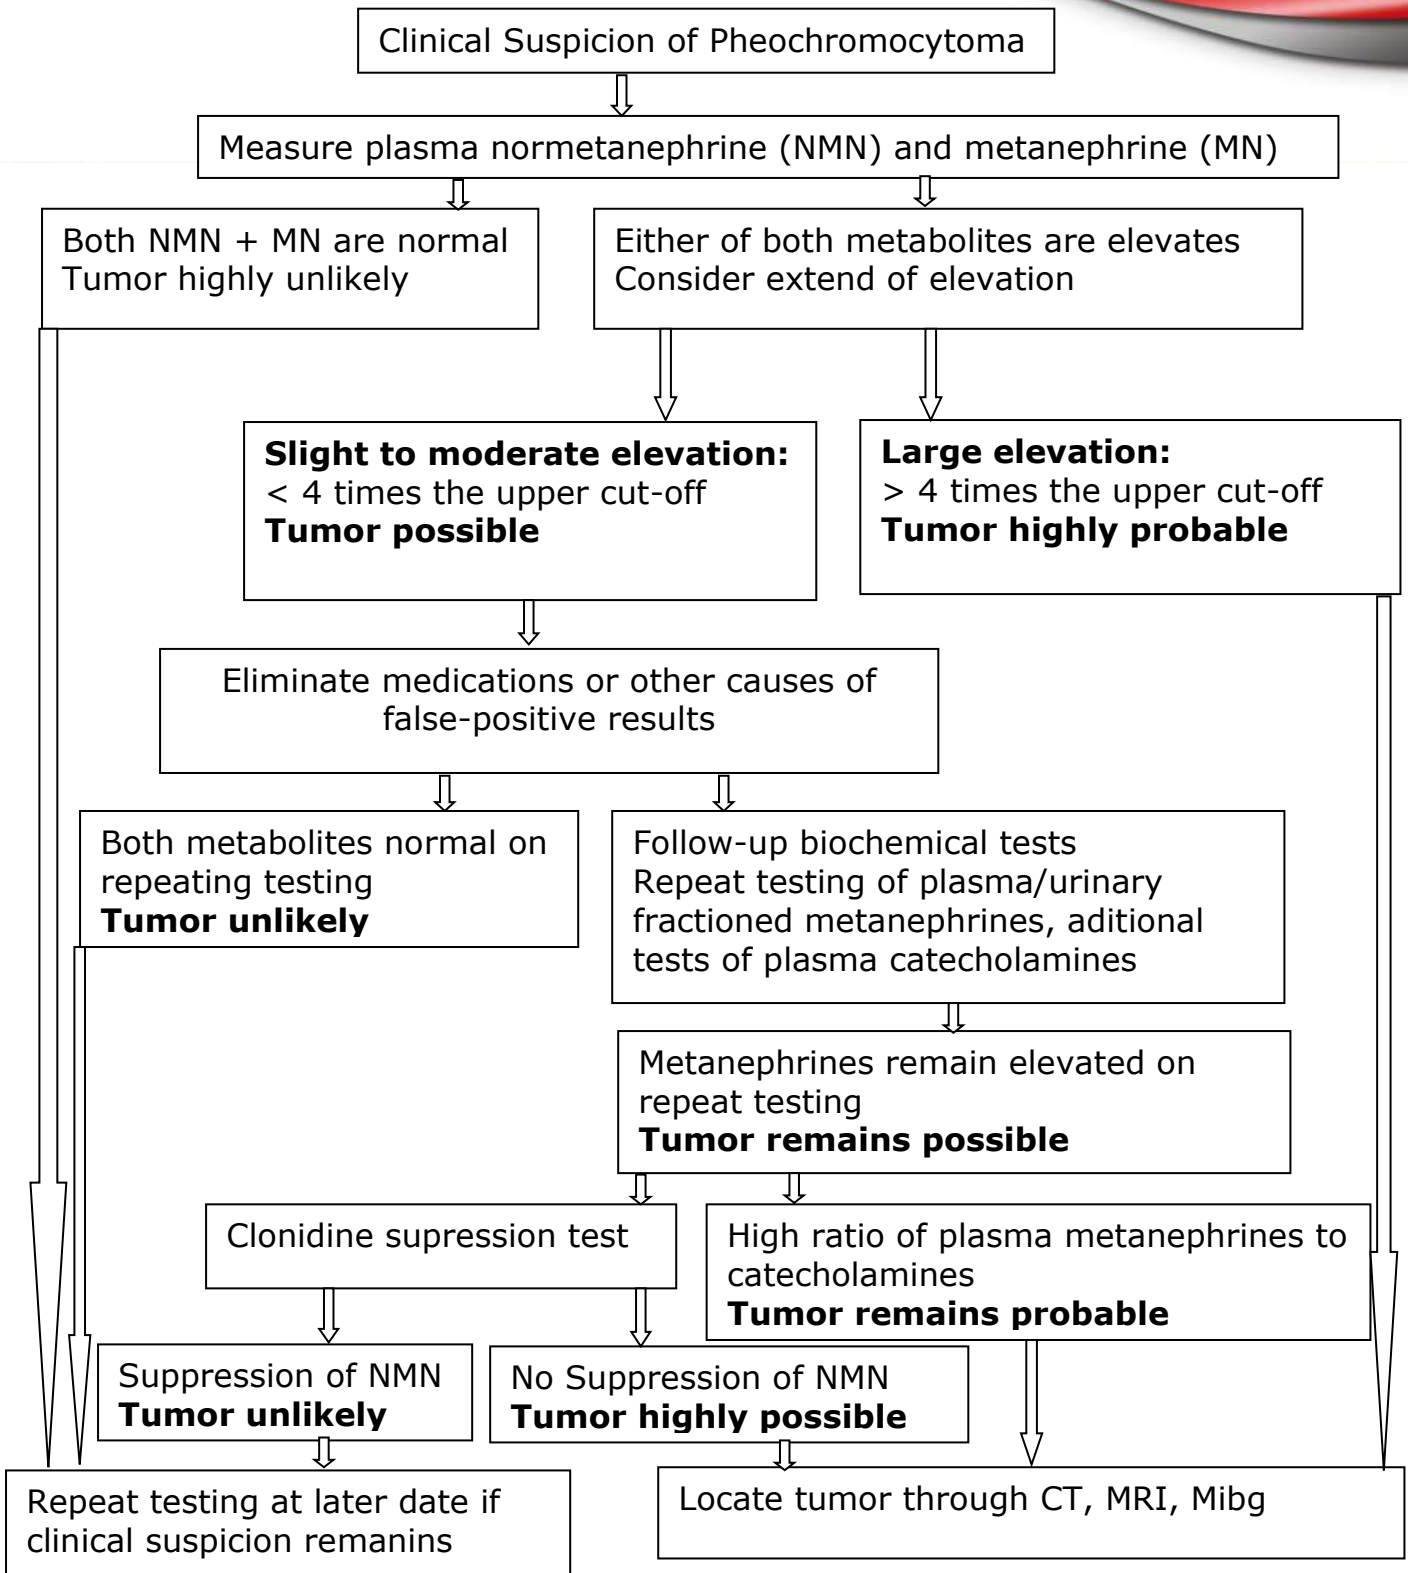 Clinical Suspicion of Pheochromocytoma
Measure plasma normetanephrine (NMN) and metanephrine (MN)
Both NMN + MN are normal
Tumor highly unlikely
Either of both metabolites are elevates
Consider extend of elevation
Slight to moderate elevation:
< 4 times the upper cut-off
Tumor possible
Large elevation:
> 4 times the upper cut-off
Tumor highly probable
Eliminate medications or other causes of
false-positive results
Both metabolites normal on
repeating testing
Tumor unlikely
Follow-up biochemical tests
Repeat testing of plasma/urinary
fractioned metanephrines, aditional
tests of plasma catecholamines
Metanephrines remain elevated on
repeat testing
Tumor remains possible
Clonidine supression test
High ratio of plasma metanephrines to
catecholamines
Tumor remains probable
Suppression of NMN
Tumor unlikely
No Suppression of NMN
Tumor highly possible
Repeat testing at later date if
clinical suspicion remanins
Locate tumor through CT, MRI, Mibg